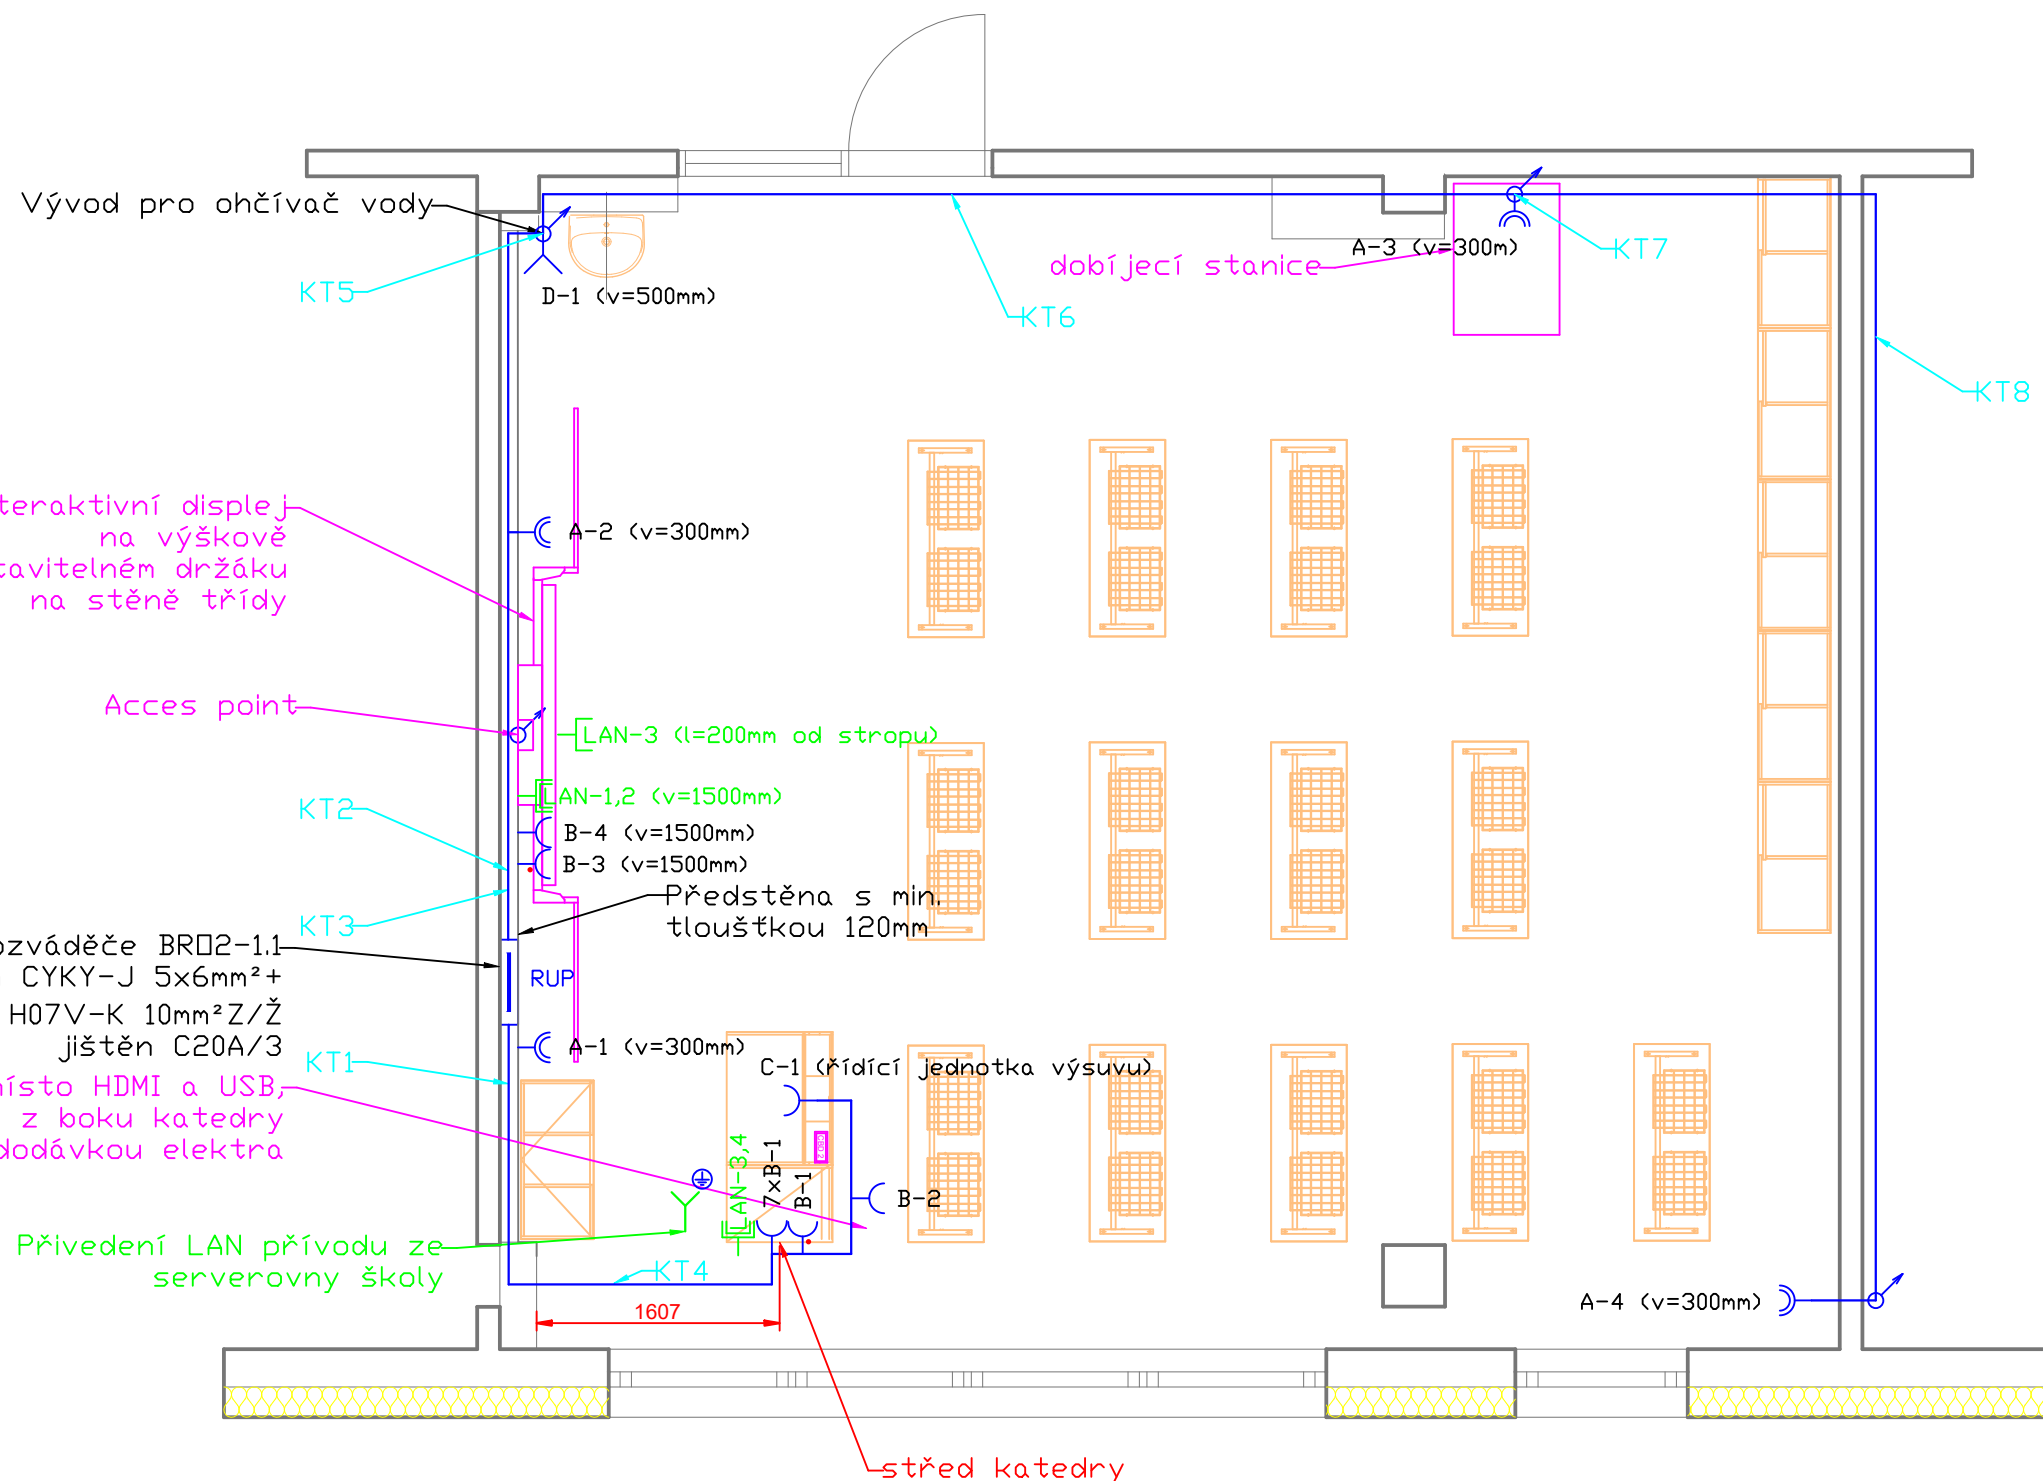 Vývod pro ohčívač vody
KT5
D-1 (v=500mm)
KT6
dobíjecí stanice
A-3 (v=300m)
KT7
KT8
teraktivní displej
na výškově
tavitelném držáku
na stěně třídy
A-2 (v=300mm)
Acces point
LAN-3 (l=200mm od stropu)
LAN-1,2 (v=1500mm)
KT2
B-4 (v=1500mm)
B-3 (v=1500mm)
KT3
Předstěna s min.
tloušťkou 120mm
ozváděče BRO2-1.1
CYKY-J 5x6mm²+
H07V-K 10mm²Z/Ž
jištěn C20A/3
RUP
KT1
A-1 (v=300mm)
C-1 (řídící jednotka výsuvu)
ísto HDMI a USB,
z boku katedry
dodávkou elektra
LAN-3,4
7xB-1
B-1
B-2
Přivedení LAN přívodu ze
serverovny školy
KT4
1607
A-4 (v=300mm)
střed katedry